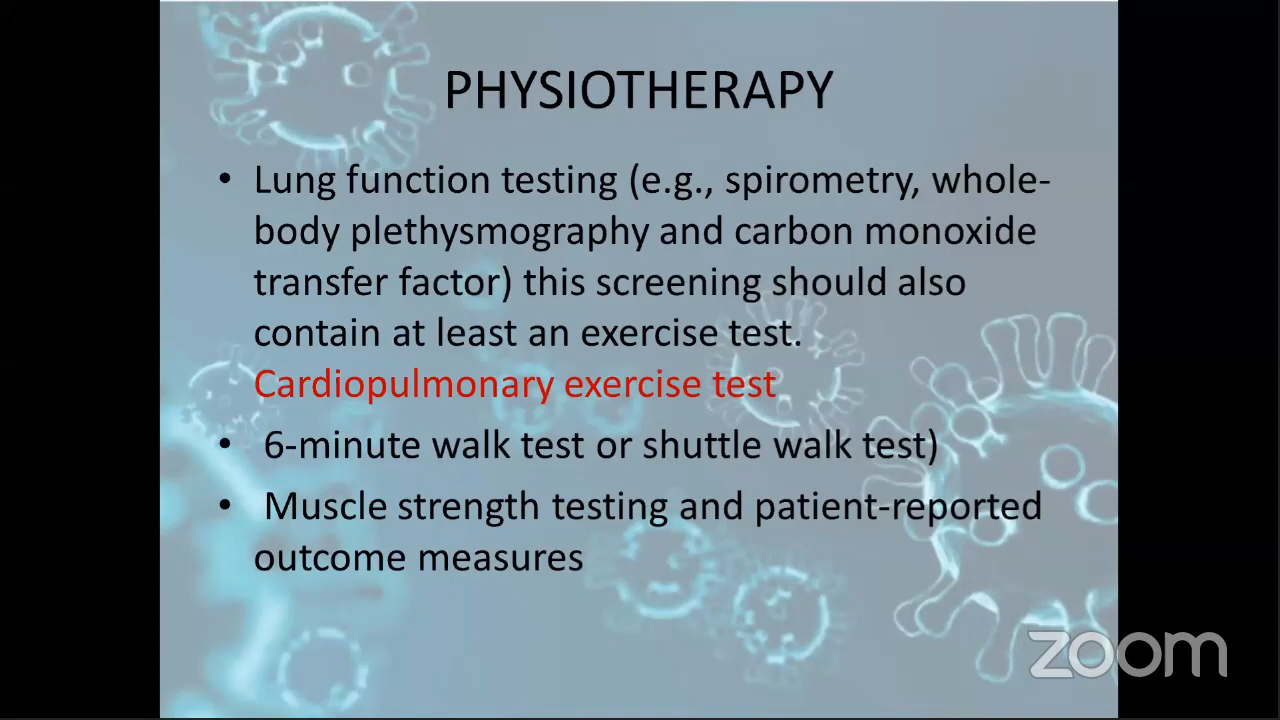 PHYSIOTHERAPY
• Lung function testing (e.g., spirometry, whole-
body plethysmography and carbon monoxide
transfer factor) this screening should also
contain at least an exercise test.
Cardiopulmonary exercise test
• 6-minute walk test or shuttle walk test)
• Muscle strength testing and patient-reported
outcome measures
zoom